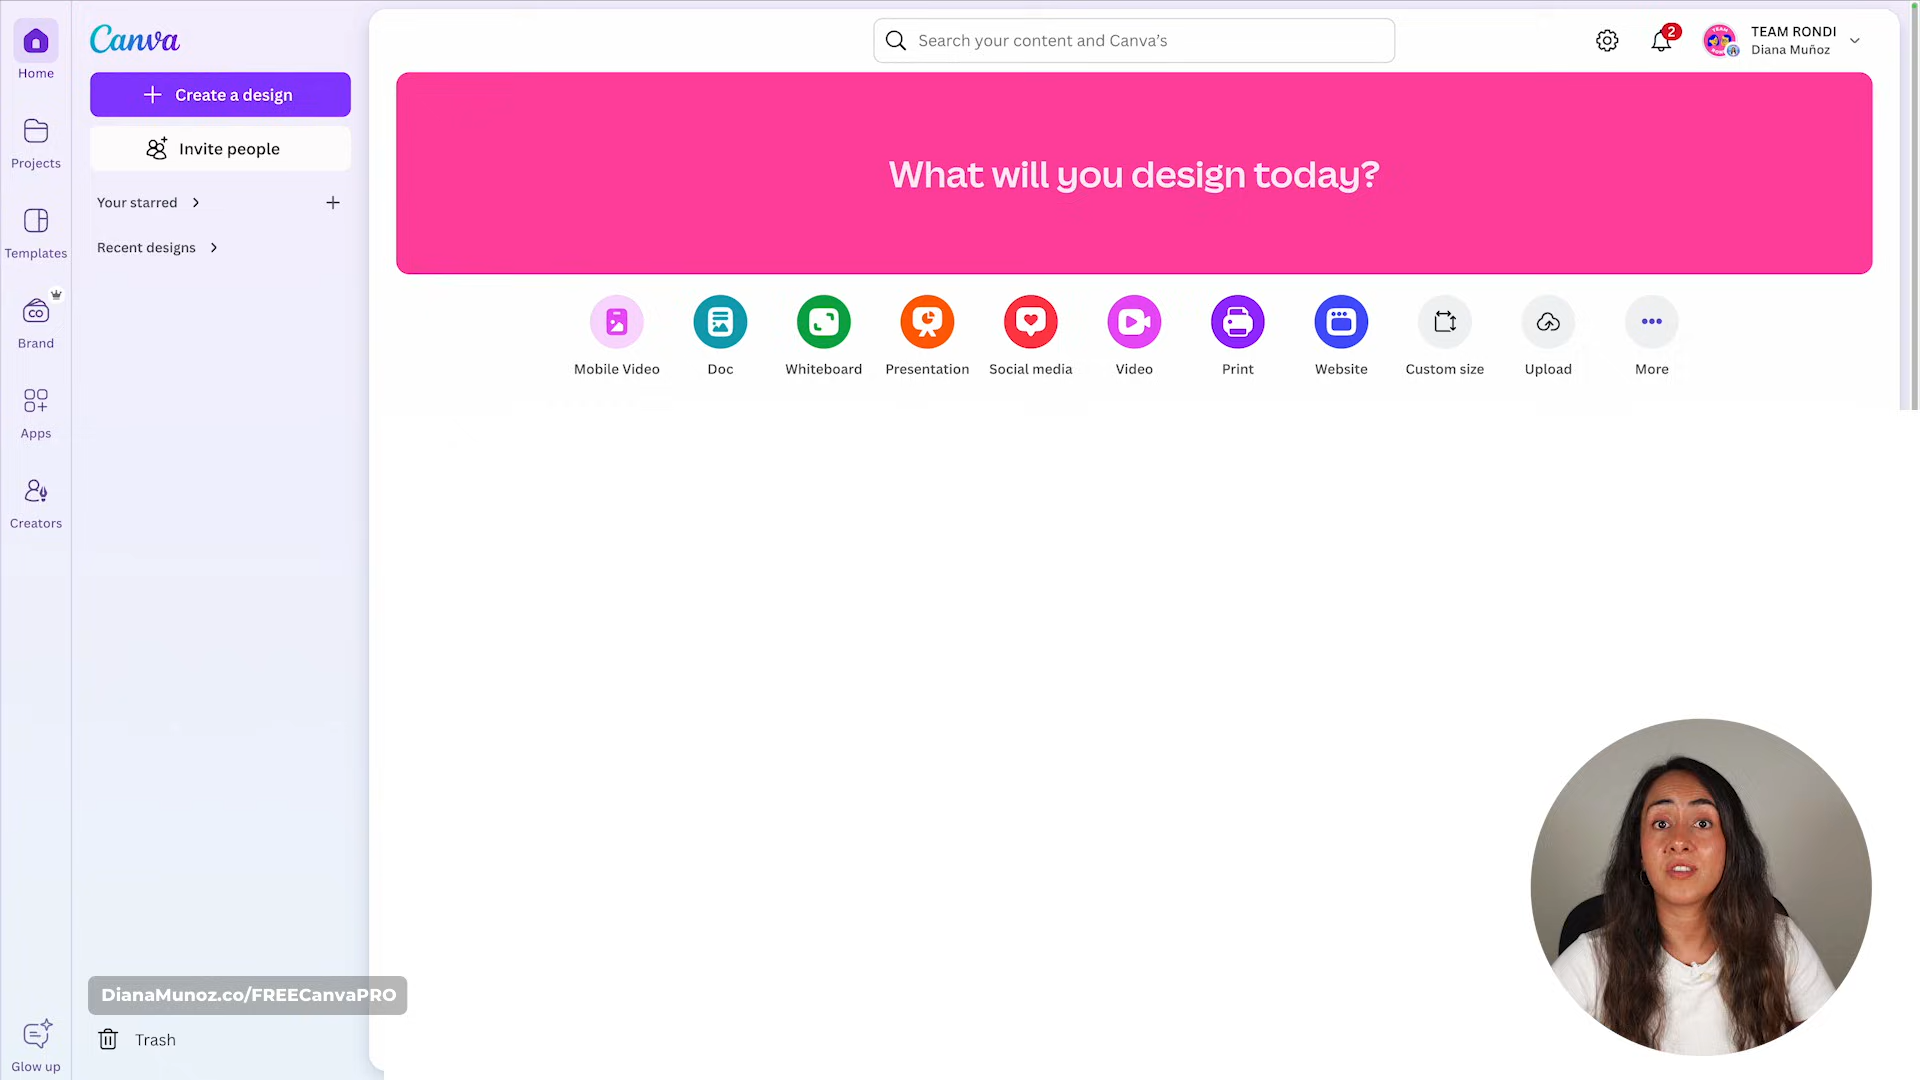 Canva
Search your content and Canva's
2
TEAM RONDI
Diana Muñoz
Home
Create a design
Invite people
Projects
Your starred
Templates
Recent designs
What will you design today?
Brand
CO
Mobile Video
Doc
Whiteboard
Presentation
Social media
Video
Print
Website
Custom size
Upload
More
Apps
Creators
DianaMunoz.co/FREECanvaPRO
Trash
Glow up